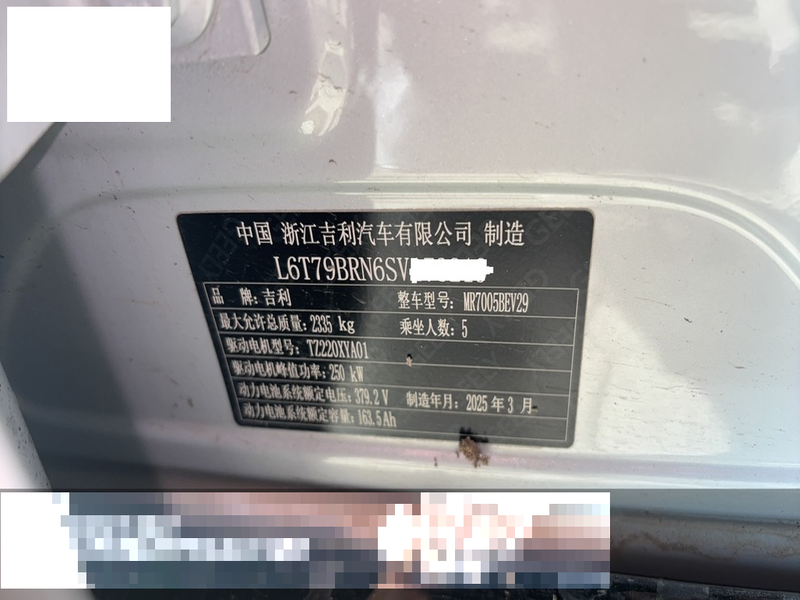 中国 浙江吉利汽车有限公司 制造
L6T79BRN6SV
品 牌:吉利 整车型号: MR7005BEV29
最大允许总质量: 2335 kg 乘坐人数: 5
驱动电机型号: TZ220XYA01
驱动电机峰值功率: 250 kW
动力电池系统额定电压: 379.2 V 制造年月: 2025 年 3 月
动力电池系统额定容量: 163.5Ah